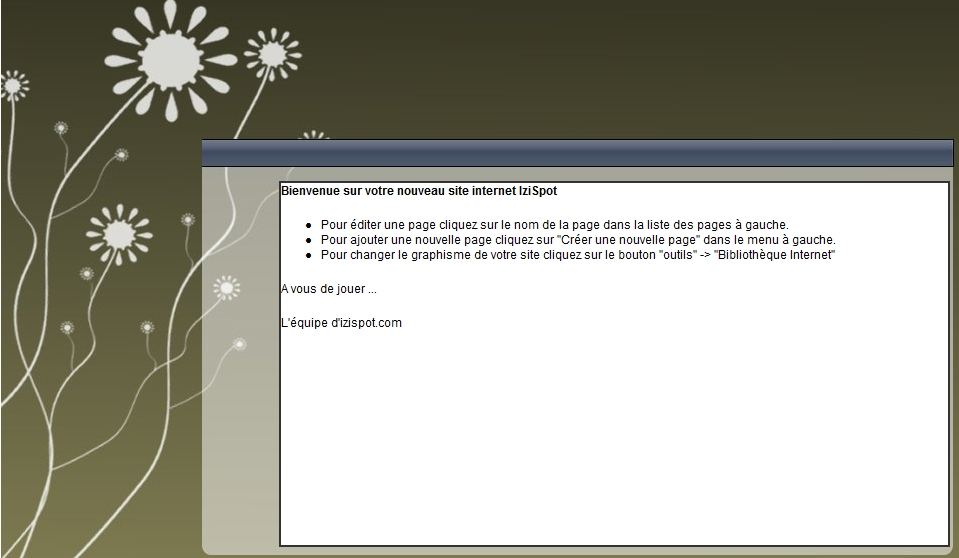 Bienvenue sur votre nouveau site internet IziSpot
Pour éditer une page cliquez sur le nom de la page dans la liste des pages à gauche.
Pour ajouter une nouvelle page cliquez sur "Créer une nouvelle page" dans le menu à gauche.
Pour changer le graphisme de votre site cliquez sur le bouton "outils" -> "Bibliothèque Internet"
A vous de jouer ...
L'équipe d'izispot.com